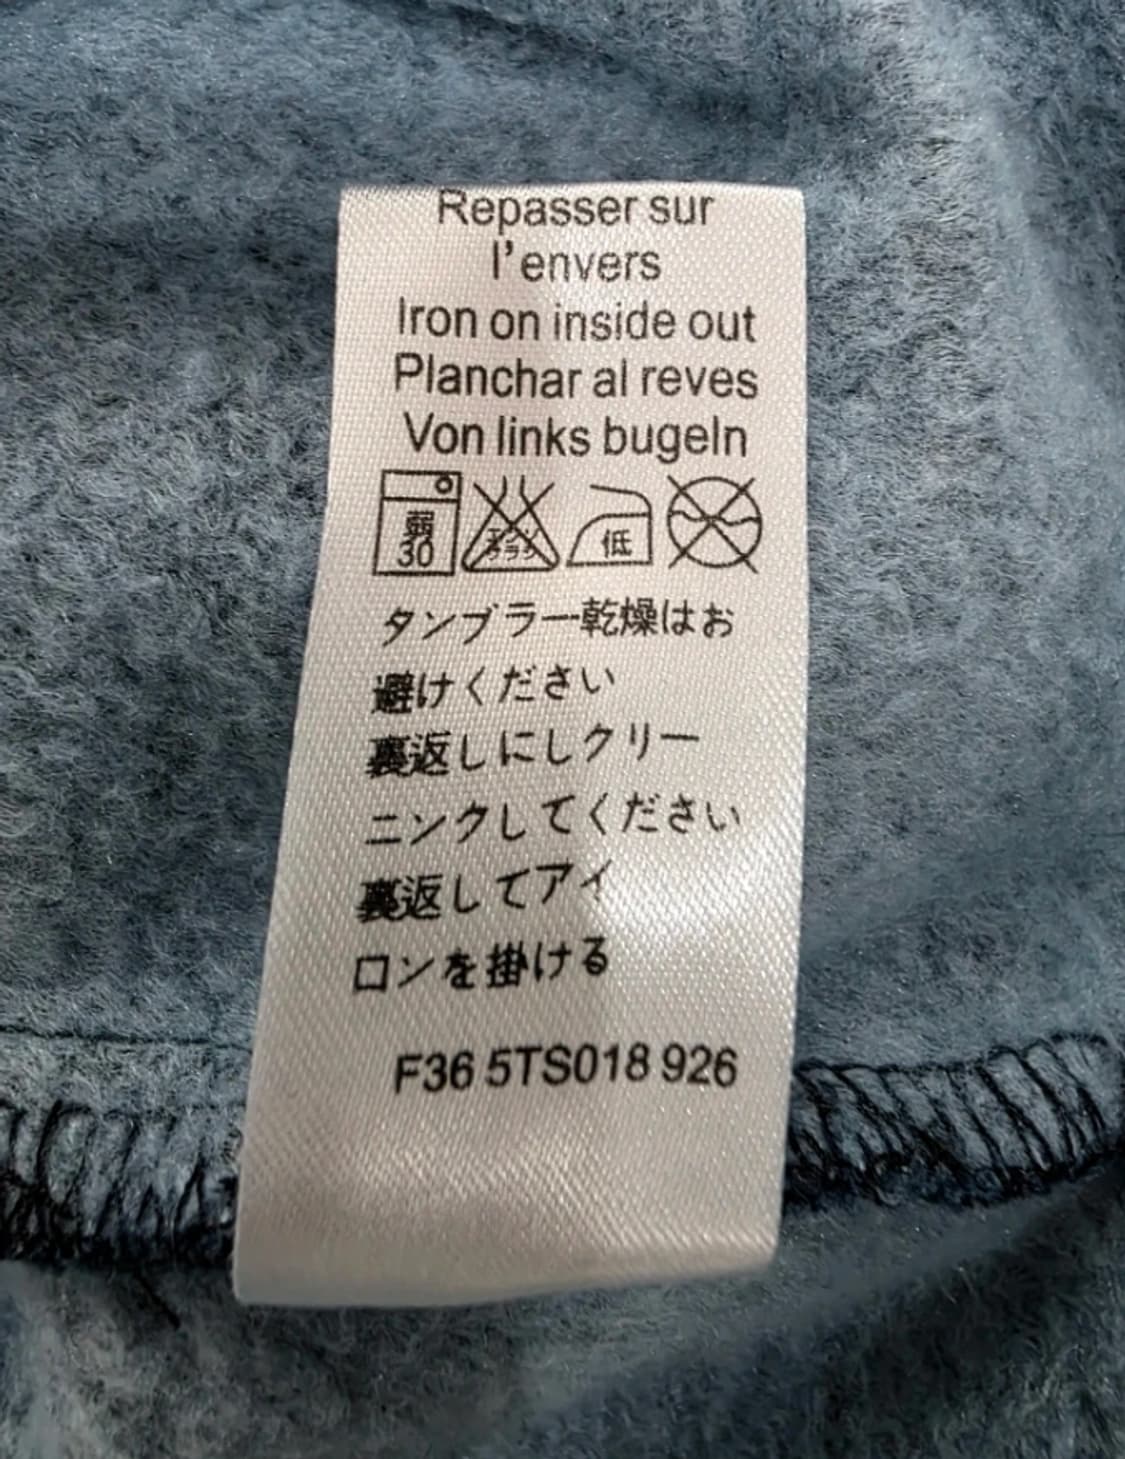 Repasser sur
l'envers
Iron on inside out
Planchar al reves
Von links bugeln
弱
30
低
タンブラー乾燥はお
避けください
裏返しにしクリー
ニンクしてください
裏返してアイ
ロンを掛ける
F36 5TS018 926